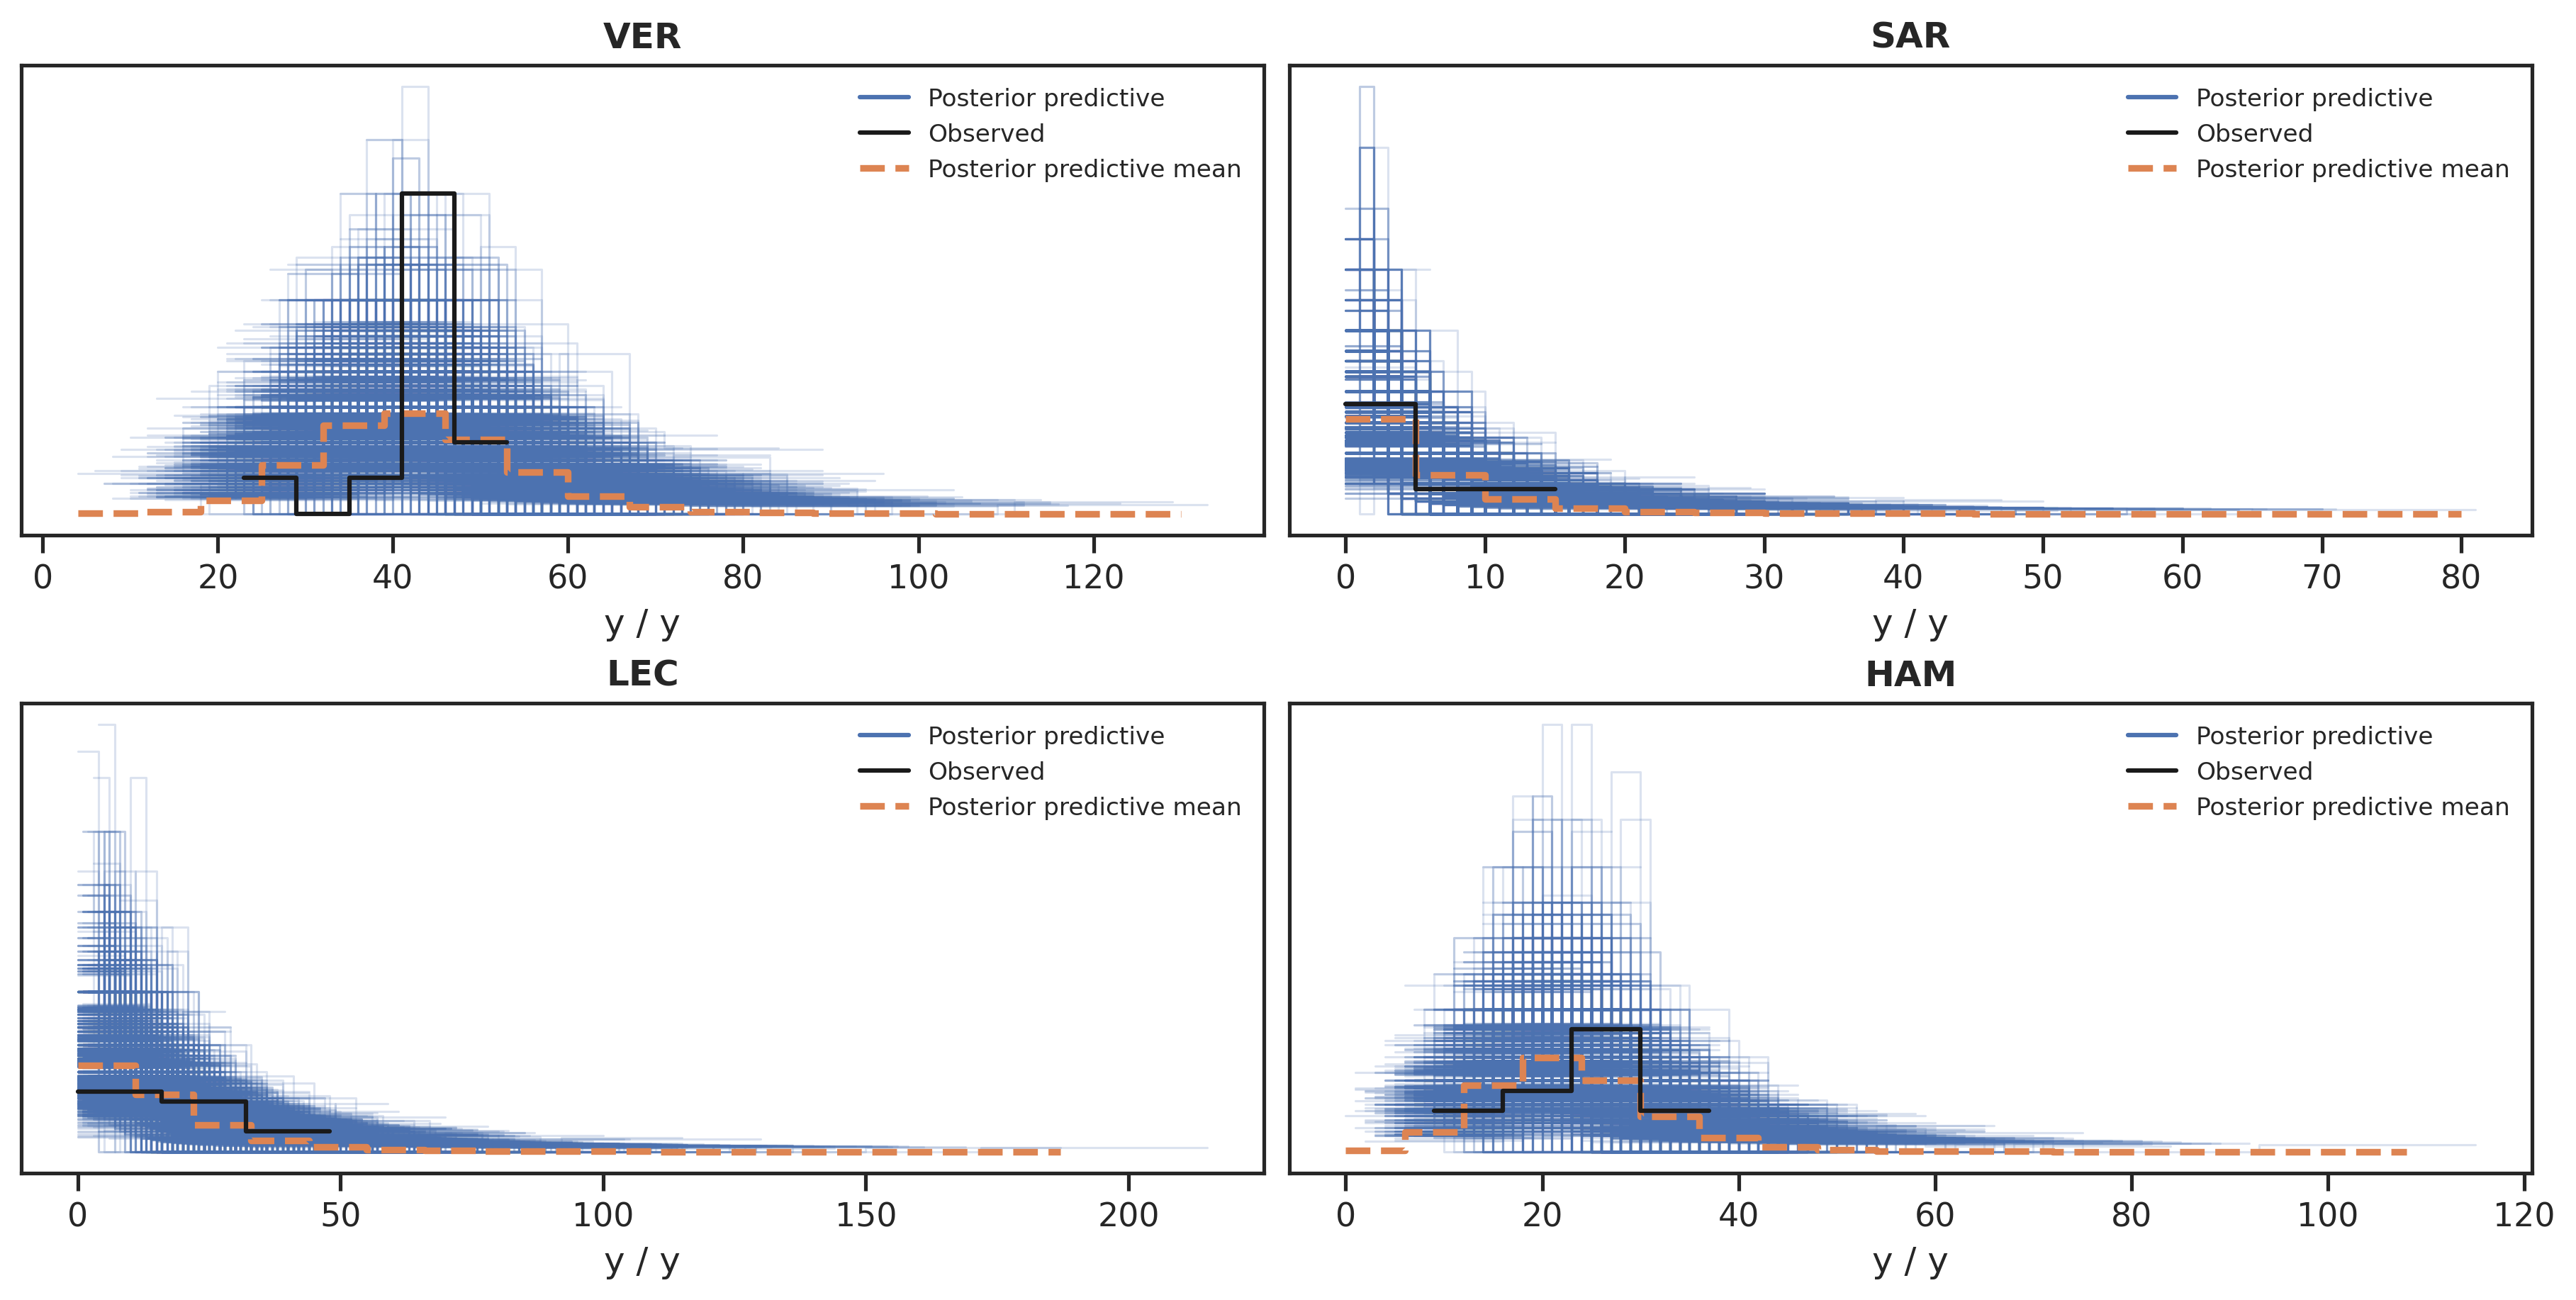 VER
Posterior predictive
Observed
Posterior predictive mean
0 20 40 60 80 100 120
y / y
SAR
Posterior predictive
Observed
Posterior predictive mean
0 10 20 30 40 50 60 70 80
y / y
LEC
Posterior predictive
Observed
Posterior predictive mean
0 50 100 150 200
y / y
HAM
Posterior predictive
Observed
Posterior predictive mean
0 20 40 60 80 100 120
y / y